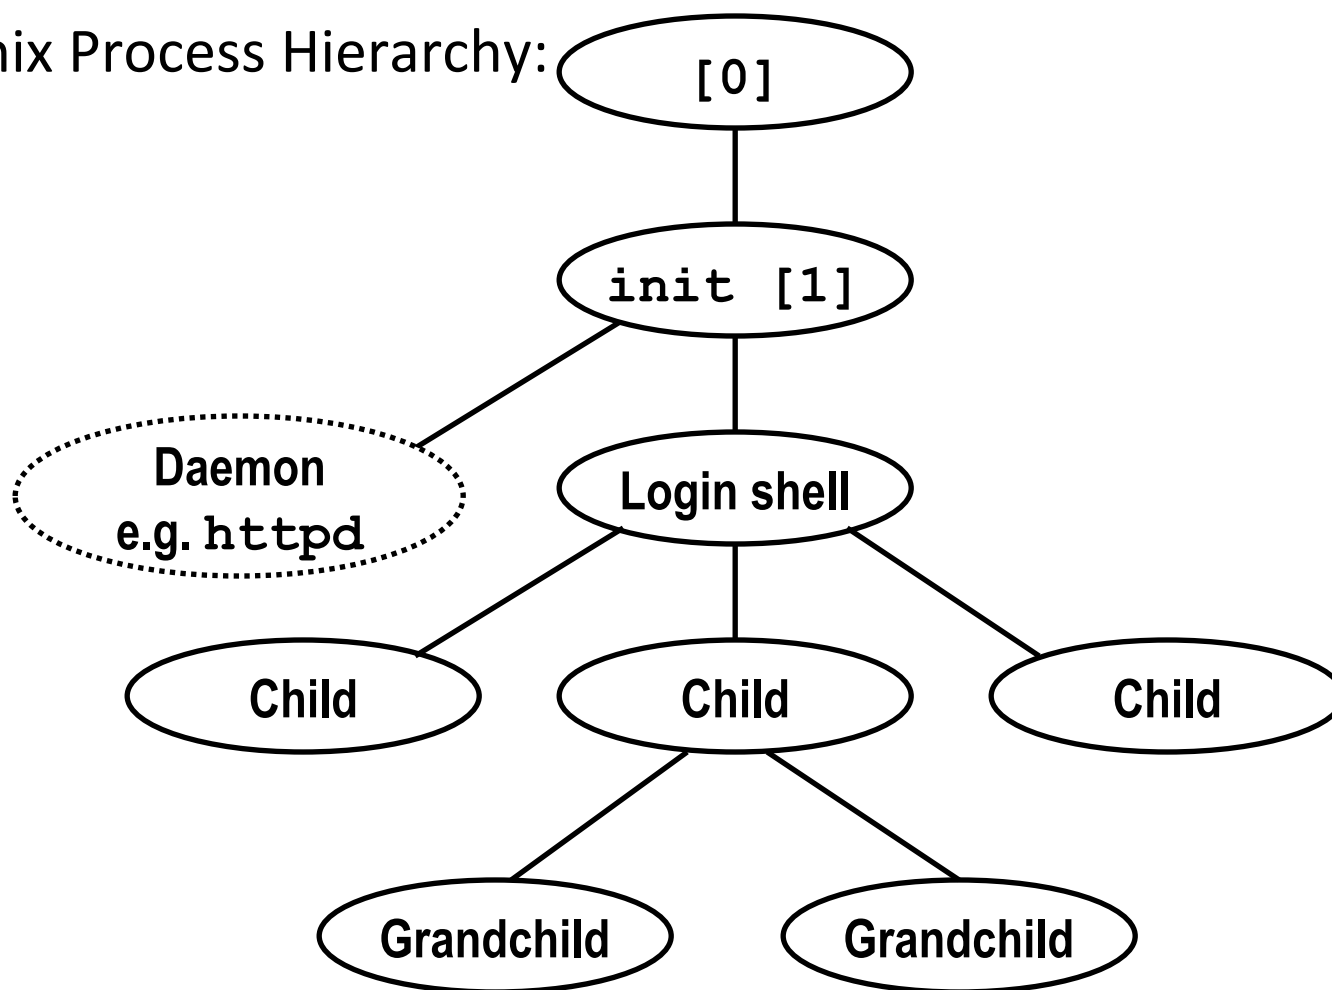 nix Process Hierarchy:
[0]
init [1]
Daemon
e.g. httpd
Login shell
Child
Child
Child
Grandchild
Grandchild